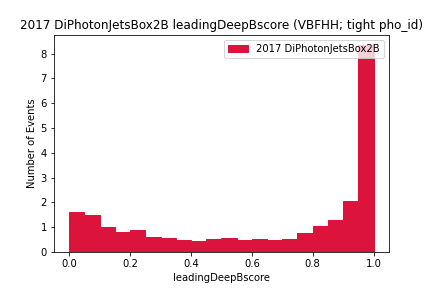 2017 DiPhotonJetsBox2B leadingDeepBscore (VBFHH; tight pho_id)
2017 DiPhotonJetsBox2B
Number of Events
8
7
6
5
4
3
2
1
0
0.0 0.2 0.4 0.6 0.8 1.0
leadingDeepBscore